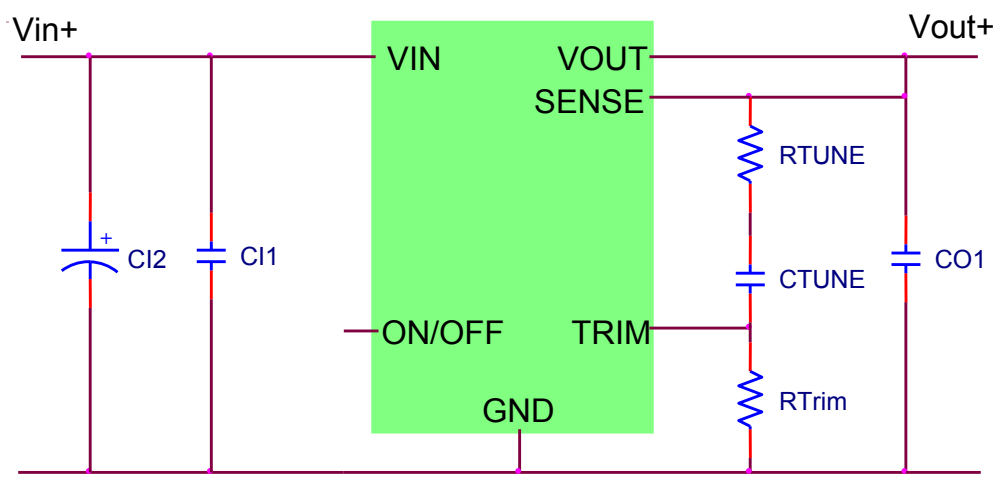 Vin+
Vout+
VIN
VOUT
SENSE
RTUNE
+
CI2
CI1
CTUNE
CO1
ON/OFF
TRIM
RTrim
GND